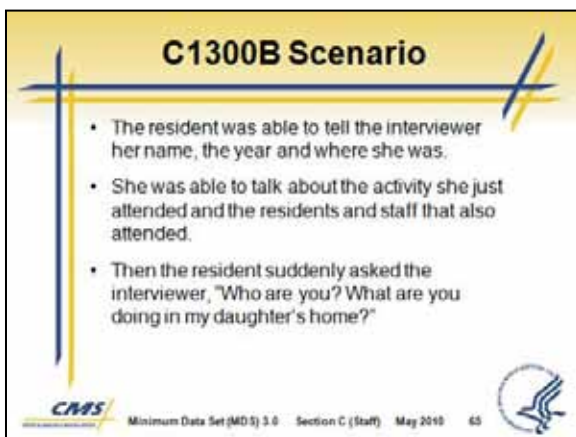 C1300B Scenario
• The resident was able to tell the interviewer
her name, the year and where she was.
• She was able to talk about the activity she just
attended and the residents and staff that also
attended.
• Then the resident suddenly asked the
interviewer, "Who are you? What are you
doing in my daughter's home?"
CMS
Minimum Data Set (MDS) 3.0 Section C (Staff) May 2010 65